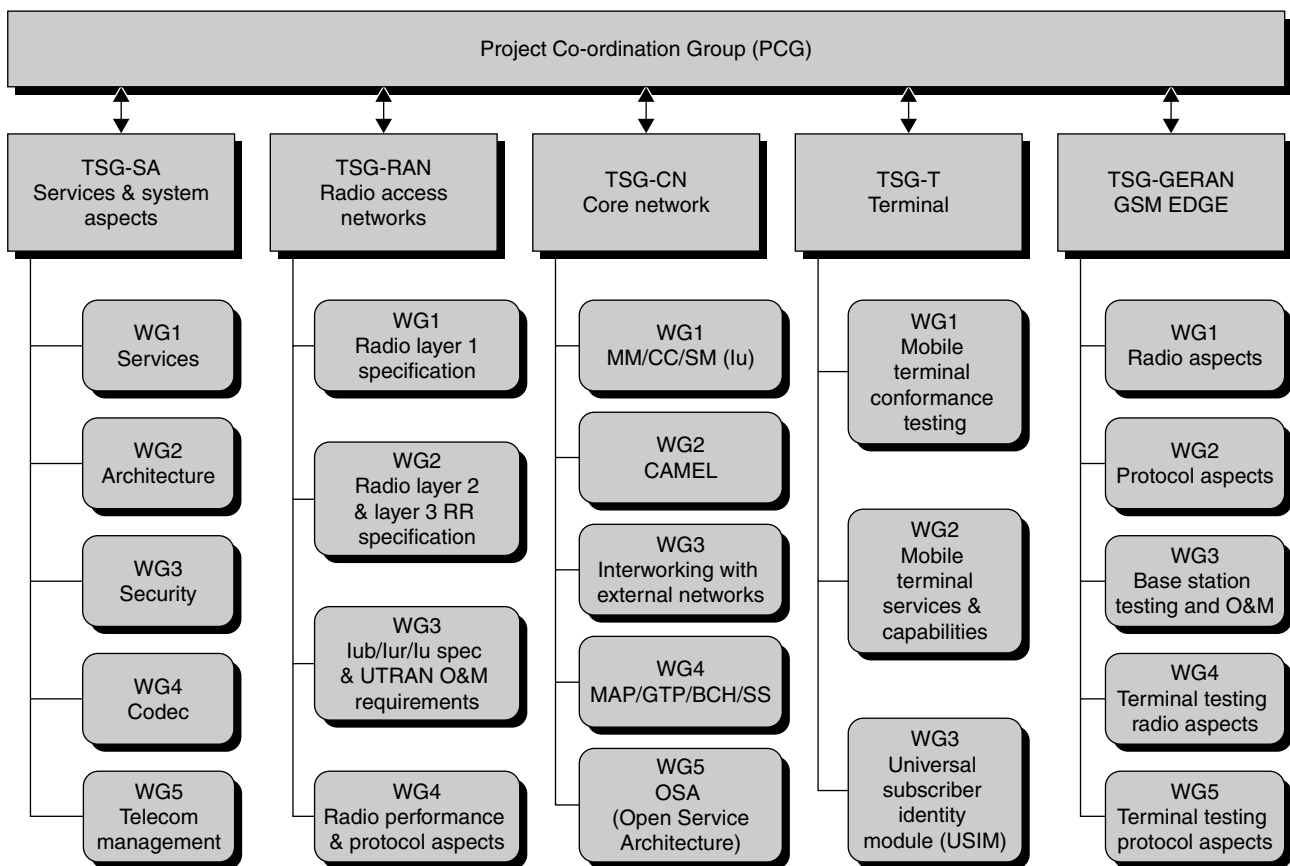 Project Co-ordination Group (PCG)
TSG-SA
Services & system
aspects
TSG-RAN
Radio access
networks
TSG-CN
Core network
TSG-T
Terminal
TSG-GERAN
GSM EDGE
WG1
Services
WG2
Architecture
WG3
Security
WG4
Codec
WG5
Telecom
management
WG1
Radio layer 1
specification
WG2
Radio layer 2
& layer 3 RR
specification
WG3
Iub/Iur/Iu spec
& UTRAN O&M
requirements
WG4
Radio performance
& protocol aspects
WG1
MM/CC/SM (Iu)
WG2
CAMEL
WG3
Interworking with
external networks
WG4
MAP/GTP/BCH/SS
WG5
OSA
(Open Service
Architecture)
WG1
Mobile
terminal
conformance
testing
WG2
Mobile
terminal
services &
capabilities
WG3
Universal
subscriber
identity
module (USIM)
WG1
Radio aspects
WG2
Protocol aspects
WG3
Base station
testing and O&M
WG4
Terminal testing
radio aspects
WG5
Terminal testing
protocol aspects